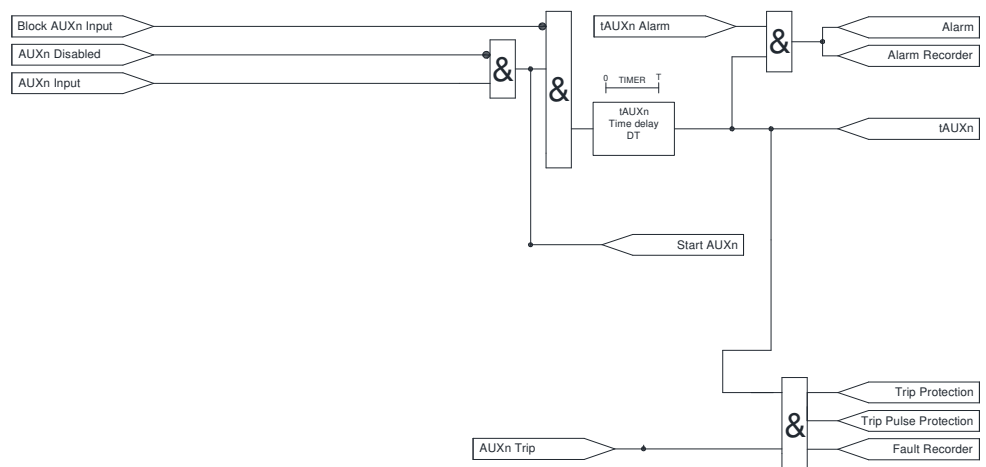 Block AUXn Input
AUXn Disabled
AUXn Input
&
&
tAUXn Alarm
&
Alarm
Alarm Recorder
0 TIMER T
tAUXn
Time delay
DT
tAUXn
Start AUXn
AUXn Trip
&
Trip Protection
Trip Pulse Protection
Fault Recorder